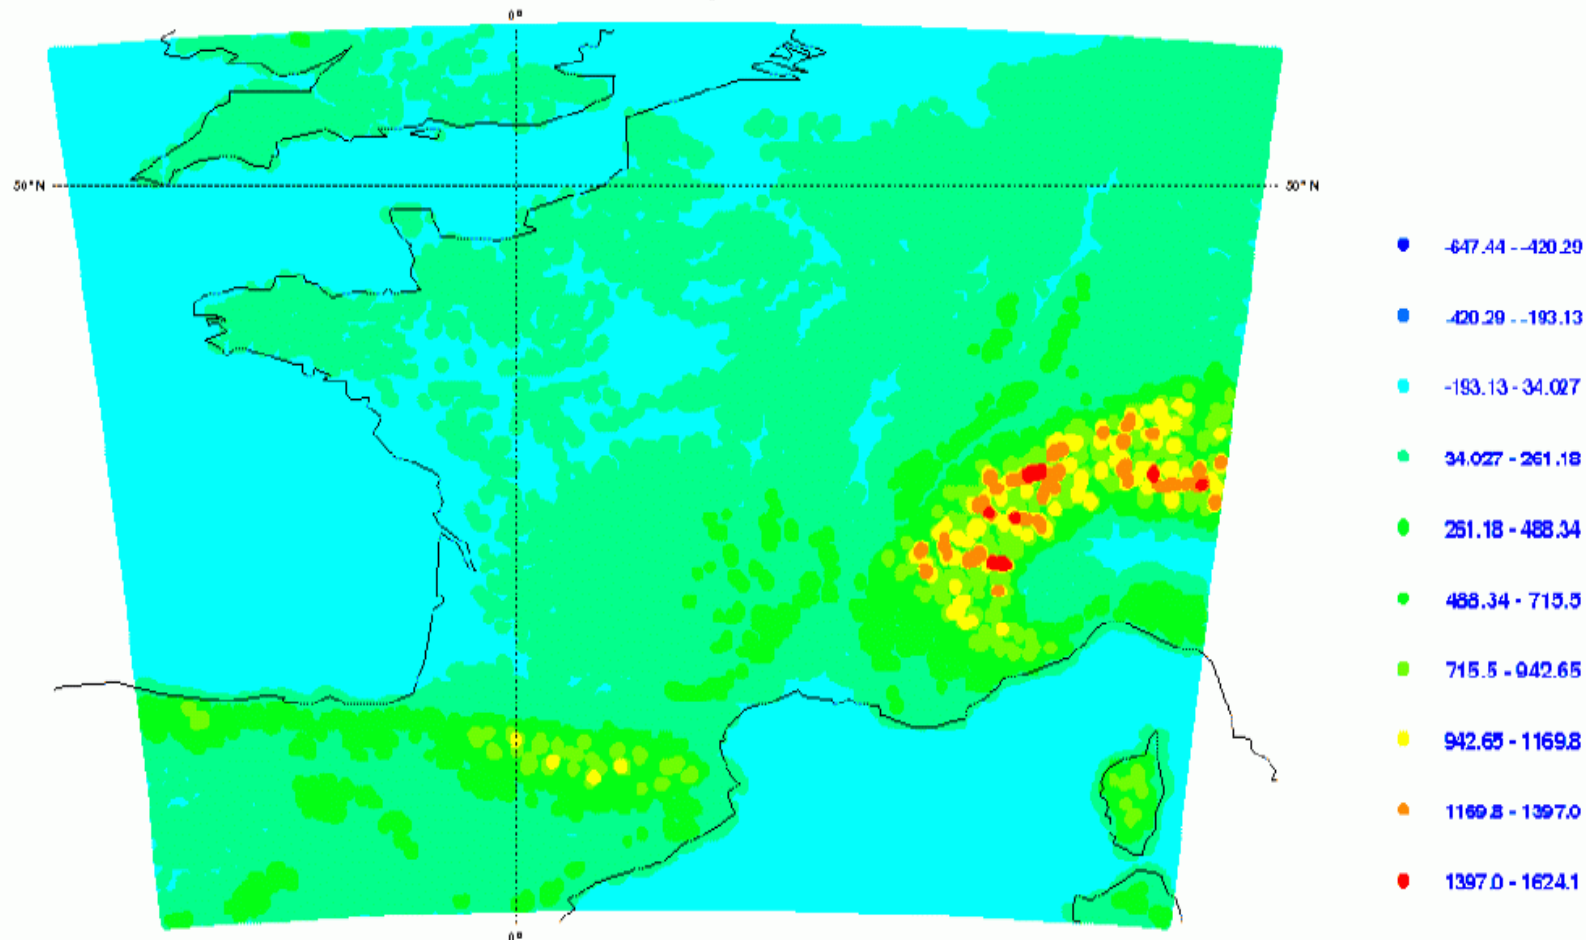 0°
50°N
50°N
-647.44 - -420.29
-420.29 - -193.13
-193.13 - 34.027
34.027 - 261.18
261.18 - 488.34
488.34 - 715.5
715.5 - 942.65
942.65 - 1169.8
1169.8 - 1397.0
1397.0 - 1624.1
0°